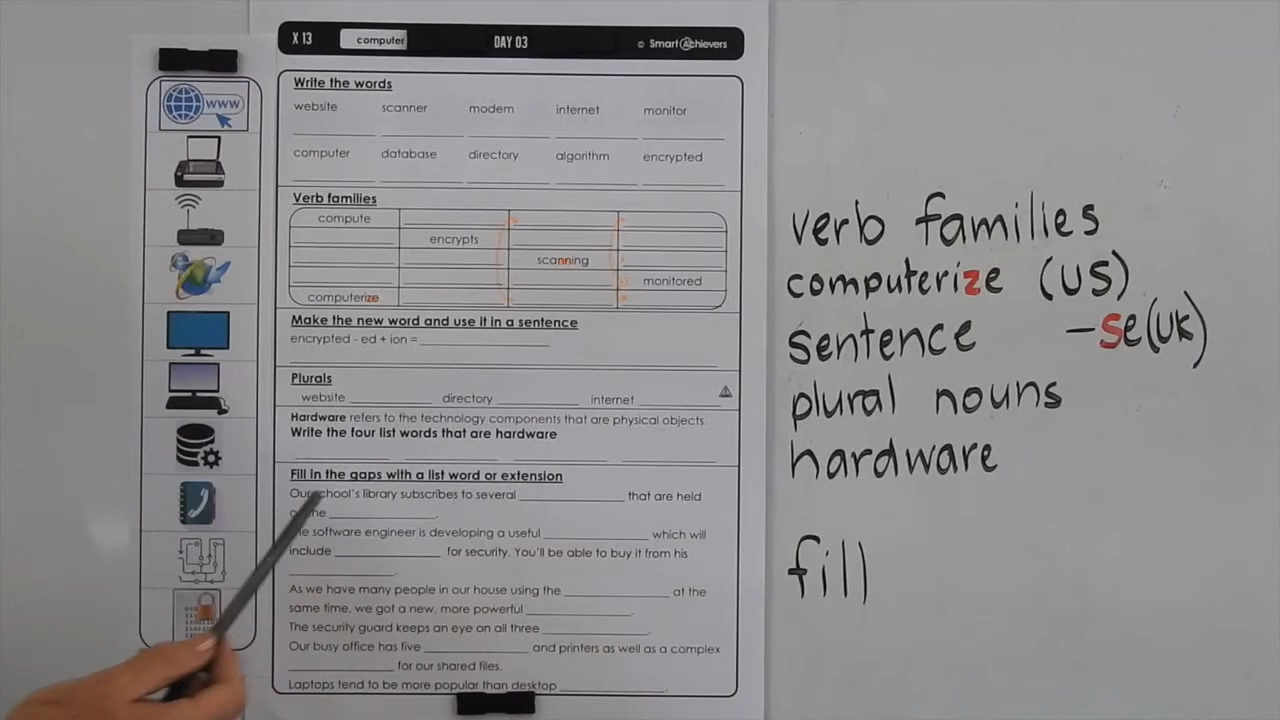 X 13 computer DAY 03 © SmartAchievers
Write the words
website scanner modem internet monitor
computer database directory algorithm encrypted
Verb families
compute
encrypts
scanning
monitored
computerize
Make the new word and use it in a sentence
encrypted - ed + ion =
Plurals
website directory internet
Hardware refers to the technology components that are physical objects.
Write the four list words that are hardware
Fill in the gaps with a list word or extension
Our school's library subscribes to several that are held
software engineer is developing a useful which will
include for security. You'll be able to buy it from his
.
As we have many people in our house using the at the
same time, we got a new, more powerful .
The security guard keeps an eye on all three .
Our busy office has five and printers as well as a complex
for our shared files.
Laptops tend to be more popular than desktop .
www
verb families
computerize (US)
sentence -se (UK)
plural nouns
hardware
fill